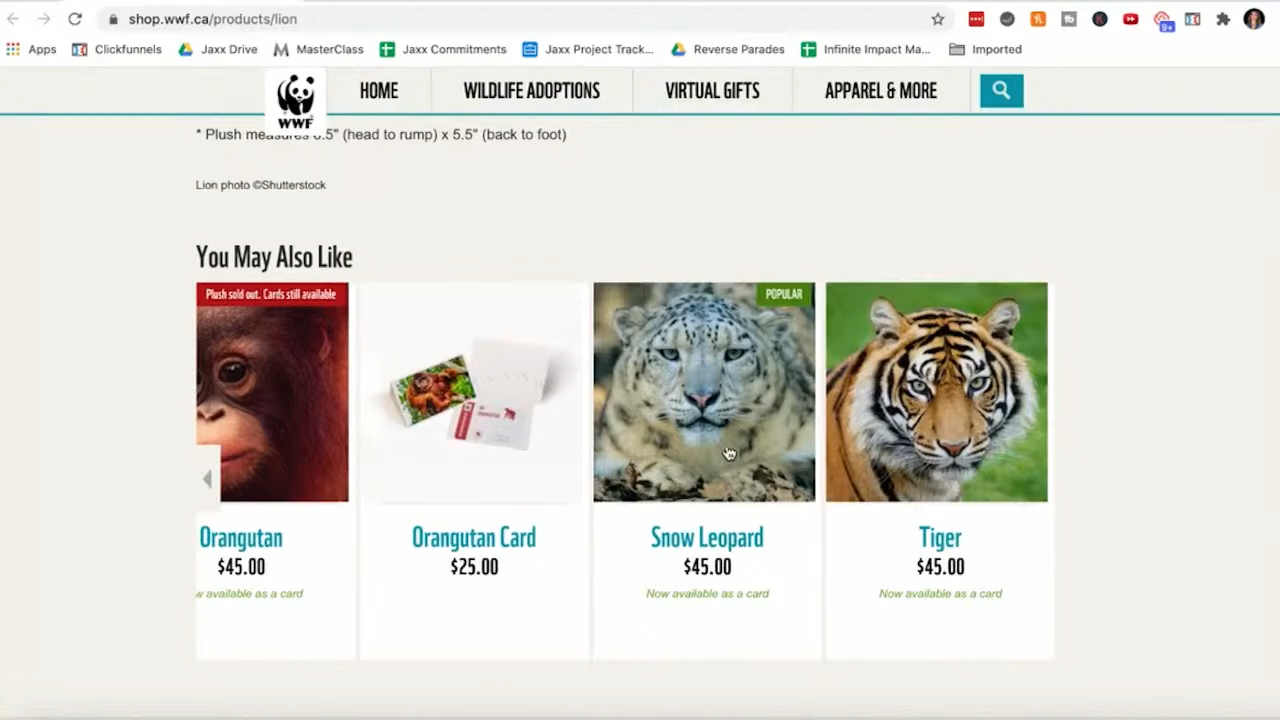 shop.wwf.ca/products/lion
9+
Apps Clickfunnels Jaxx Drive MasterClass Jaxx Commitments Jaxx Project Track... Reverse Parades Infinite Impact Ma... Imported
WWF
HOME WILDLIFE ADOPTIONS VIRTUAL GIFTS APPAREL & MORE
* Plush measures 6.5" (head to rump) x 5.5" (back to foot)
Lion photo ©Shutterstock
You May Also Like
Plush sold out. Cards still available
POPULAR
Orangutan Orangutan Card Snow Leopard Tiger
$45.00 $25.00 $45.00 $45.00
w available as a card Now available as a card Now available as a card